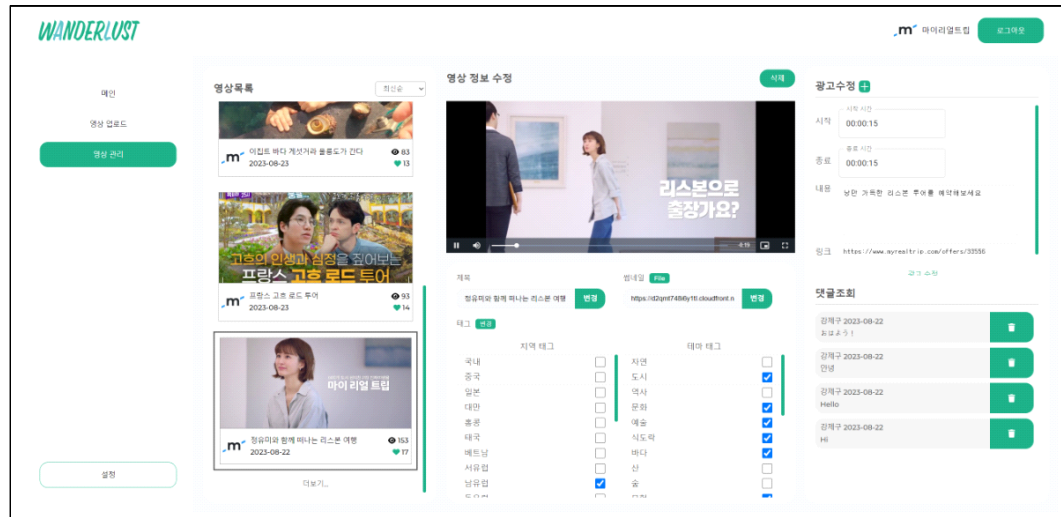 WANDERLUST
마이리얼트립
로그아웃
메인
영상 업로드
영상 관리
설정
영상목록
최신순
이집트 바다 게섯거라 울릉도가 간다
83
2023-08-23
13
고흐의 인생과 심정을 짚어보는
프랑스 고흐 로드 투어
프랑스 고흐 로드 투어
93
2023-08-23
14
마이 리얼 트립
정유미와 함께 떠나는 리스본 여행
153
2023-08-22
17
더보기..
영상 정보 수정
삭제
리스본으로
출장가요?
0:19
제목
정유미와 함께 떠나는 리스본 여행
변경
썸네일 File
변경
태그 변경
지역 태그
국내
중국
일본
대만
홍콩
태국
베트남
서유럽
남유럽
동유럽
테마 태그
자연
도시
역사
문화
예술
식도락
바다
산
숲
광고수정
시작
시작 시간
00:00:15
종료
종료 시간
00:00:15
내용
낭만 가득한 리스본 투어를 예약해보세요
링크
https://www.myrealtrip.com/offers/33556
광고 수정
댓글조회
강제구 2023-08-22
おはよう！
강제구 2023-08-22
안녕
강제구 2023-08-22
Hello
강제구 2023-08-22
Hi